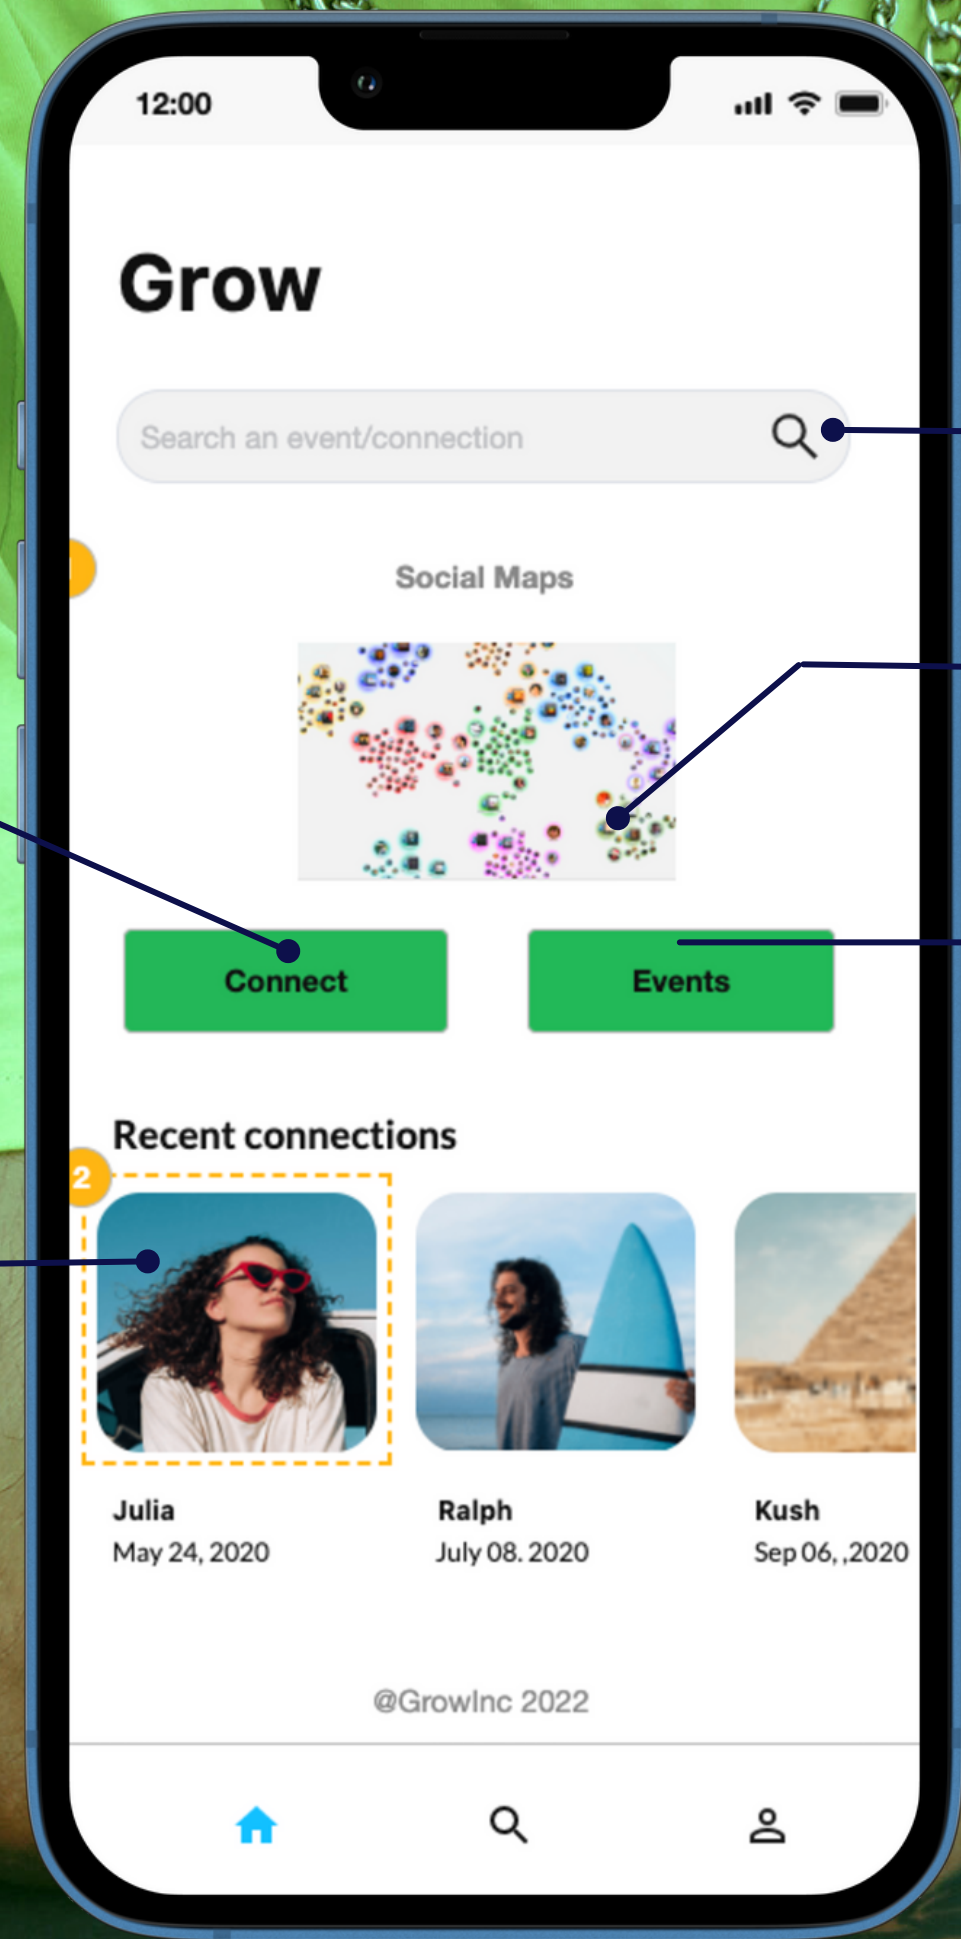 12:00
Grow
Search an event/connection
Social Maps
Connect
Events
Recent connections
2
Julia
Ralph
Kush
May 24, 2020
July 08. 2020
Sep 06, ,2020
@GrowInc 2022